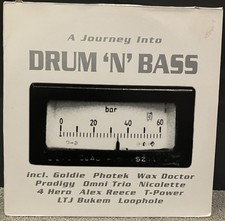 A Journey Into
DRUM 'N' BASS
bar
0 20 40 60
incl. Goldie Photek Wax Doctor
Prodigy Omni Trio Nicolette
4 Hero Alex Reece T-Power
LTJ Bukem Loophole